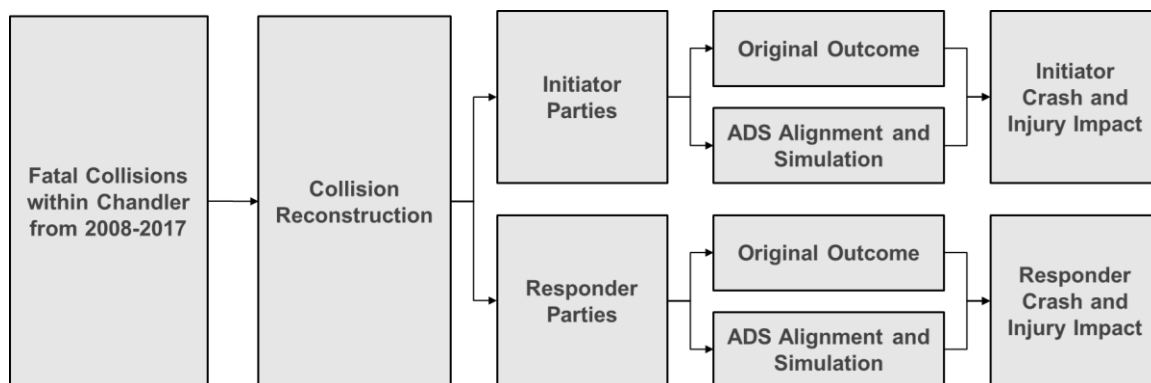 Fatal Collisions
within Chandler
from 2008-2017
Collision
Reconstruction
Initiator
Parties
Original Outcome
ADS Alignment and
Simulation
Initiator
Crash and
Injury Impact
Responder
Parties
Original Outcome
ADS Alignment and
Simulation
Responder
Crash and
Injury Impact